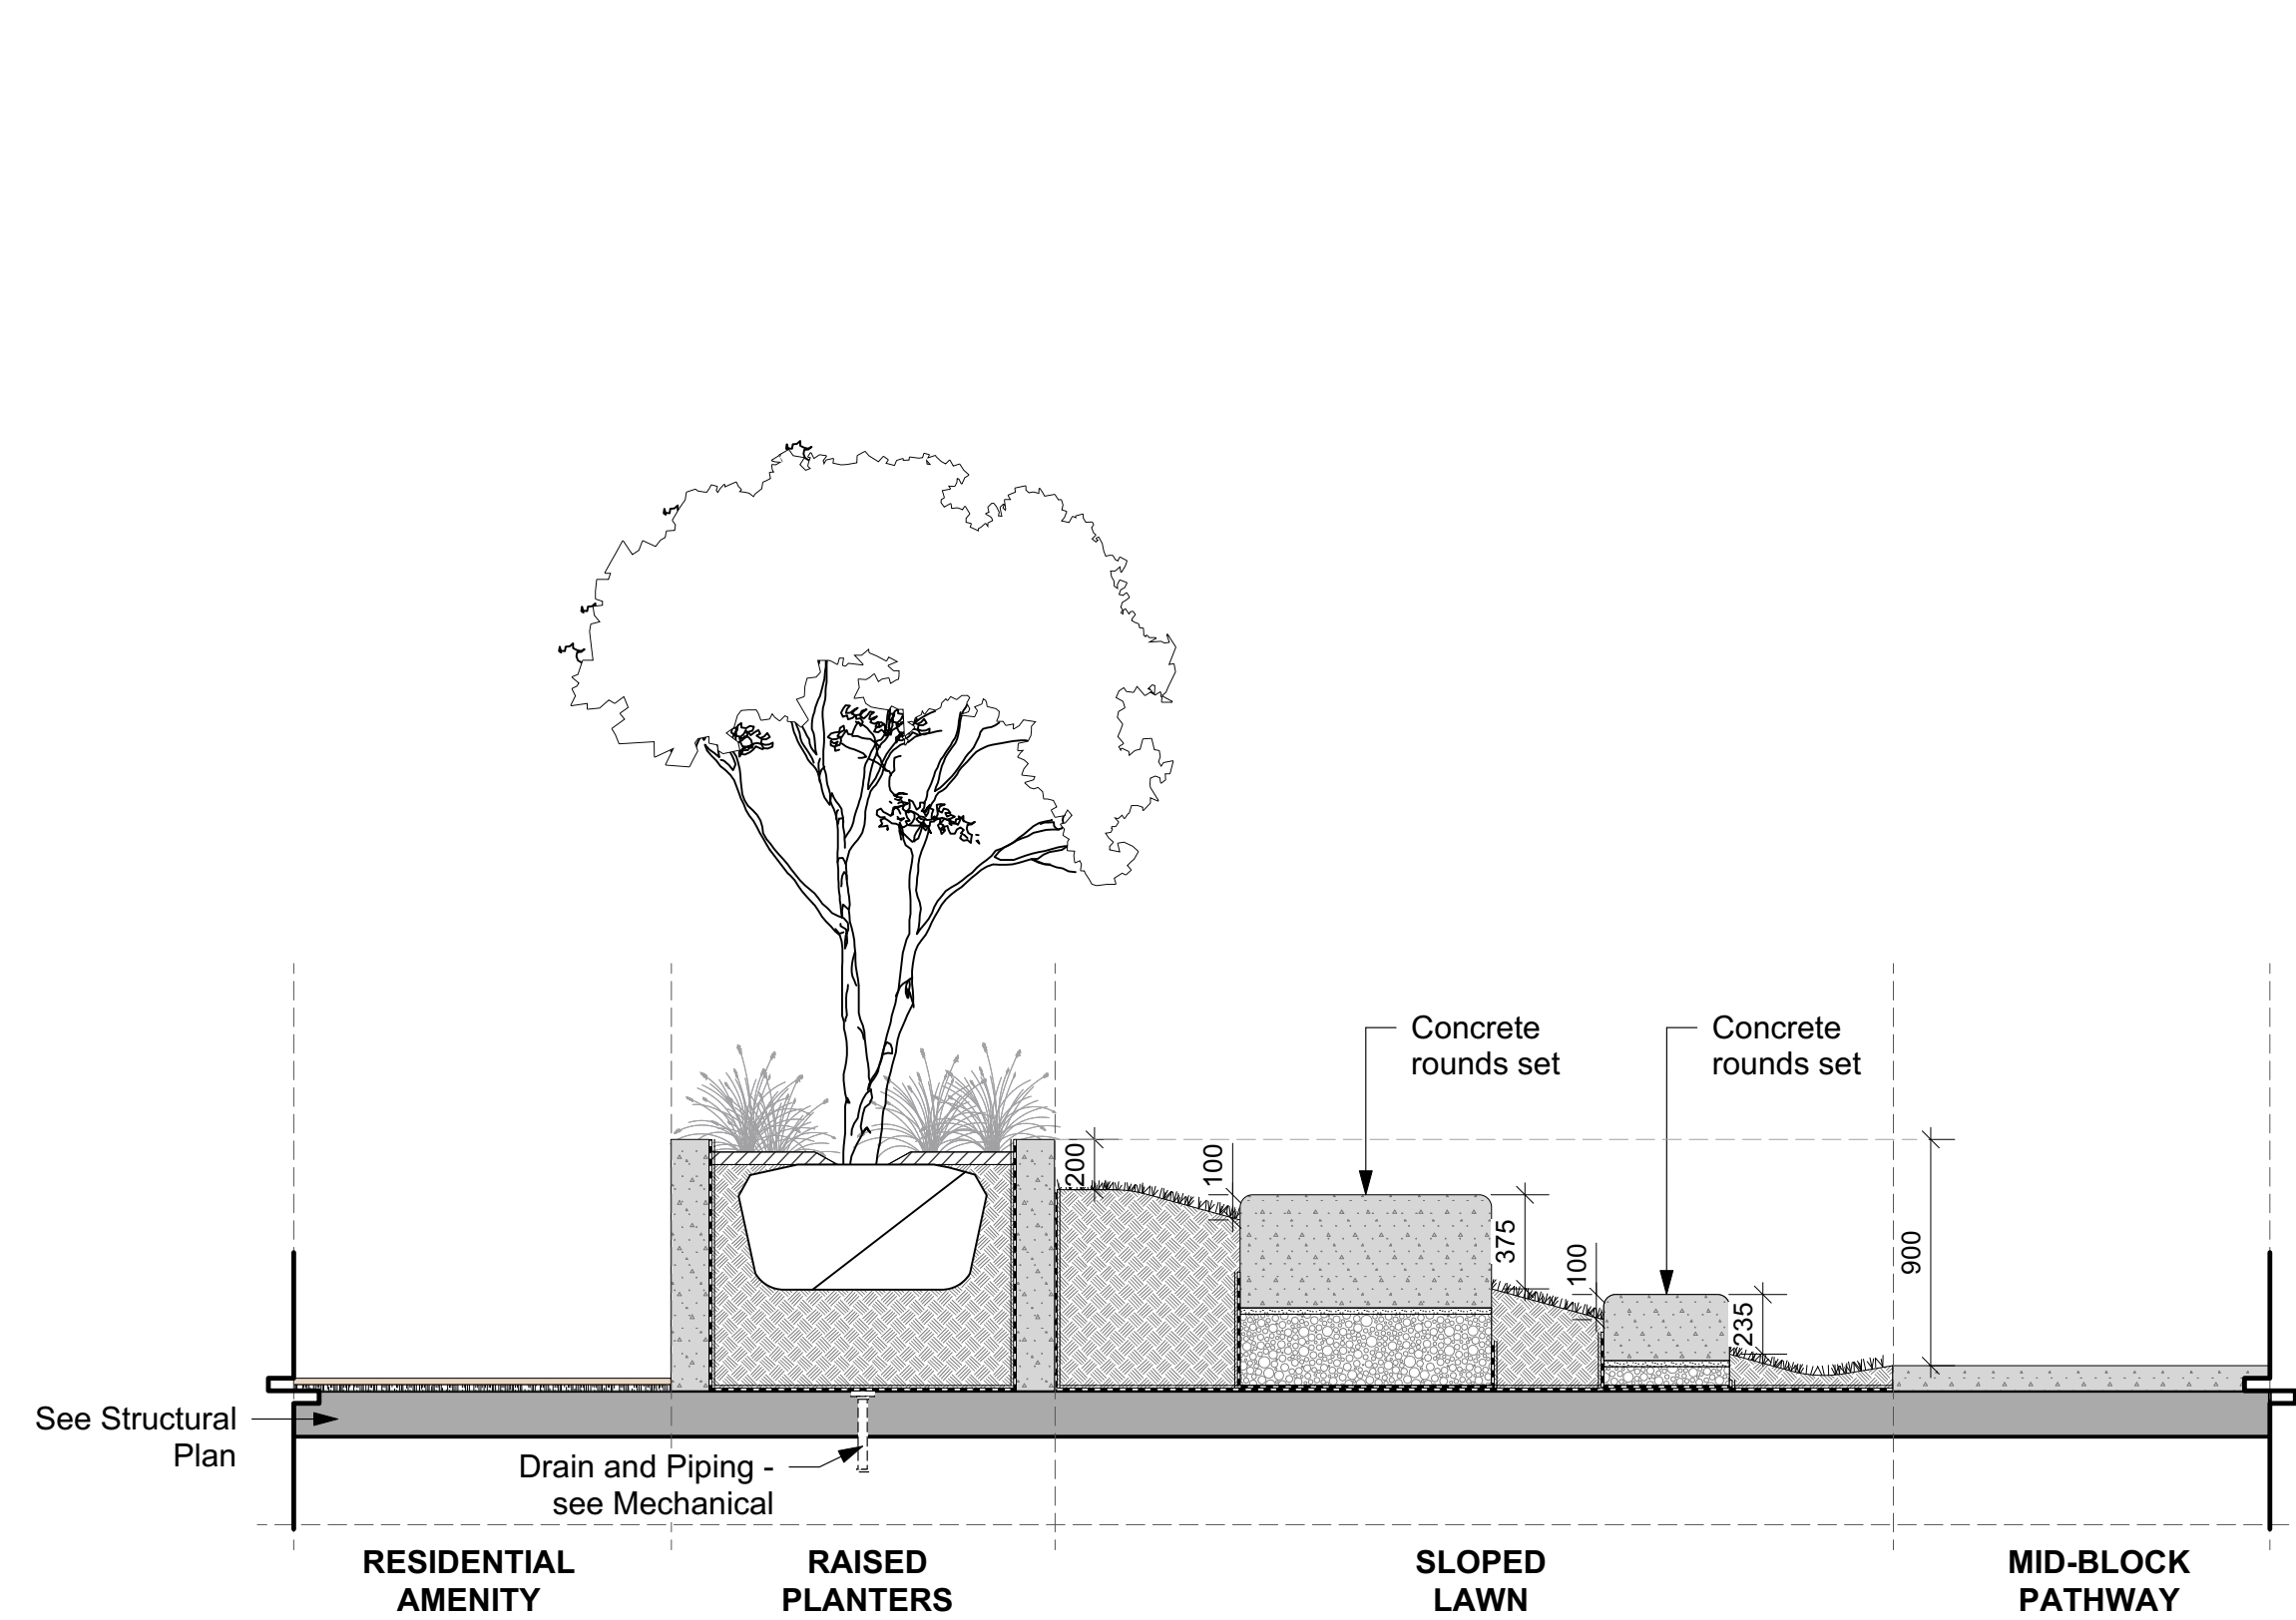 Concrete
rounds set
Concrete
rounds set
200
100
375
100
235
900
See Structural
Plan
Drain and Piping -
see Mechanical
RESIDENTIAL
AMENITY
RAISED
PLANTERS
SLOPED
LAWN
MID-BLOCK
PATHWAY